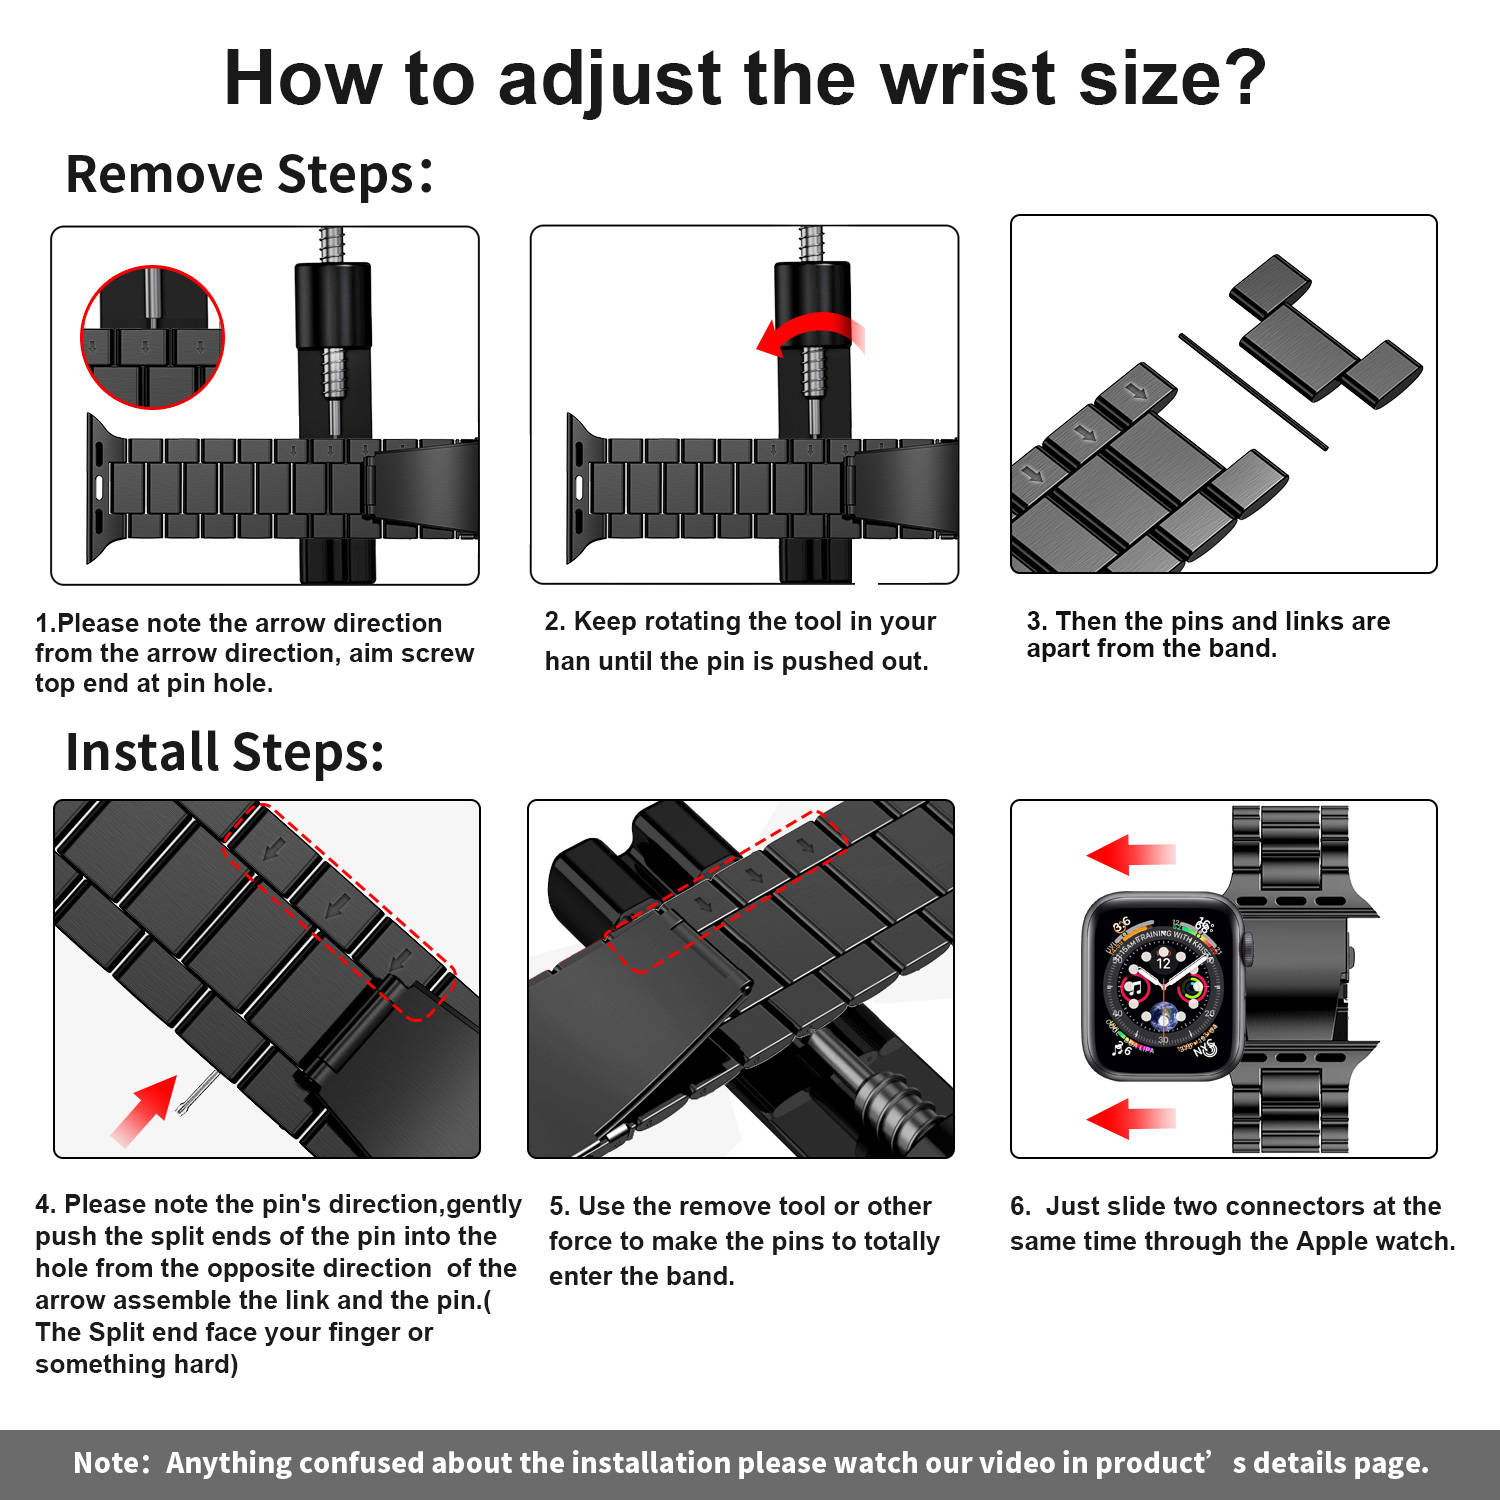 How to adjust the wrist size?
Remove Steps：
1.Please note the arrow direction
from the arrow direction, aim screw
top end at pin hole.
2. Keep rotating the tool in your
han until the pin is pushed out.
3. Then the pins and links are
apart from the band.
Install Steps:
4. Please note the pin's direction,gently
push the split ends of the pin into the
hole from the opposite direction  of the
arrow assemble the link and the pin.(
The Split end face your finger or
something hard)
5. Use the remove tool or other
force to make the pins to totally
enter the band.
12
30
6.  Just slide two connectors at the
same time through the Apple watch.
Note：Anything confused about the installation please watch our video in product’s details page.